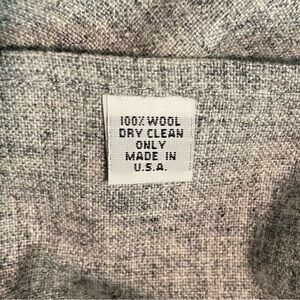 100% WOOL
DRY CLEAN
ONLY
MADE IN
U.S.A.